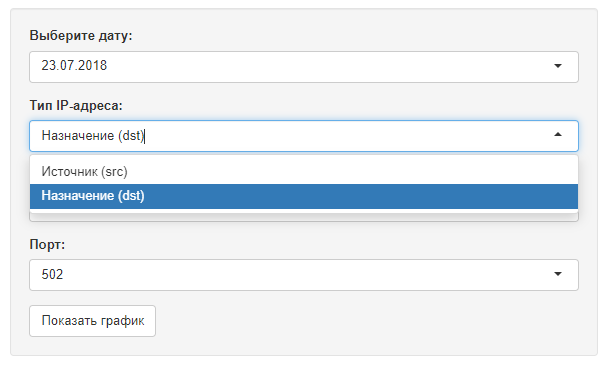 Выберите дату:
23.07.2018
Тип IP-адреса:
Назначение (dst)
Источник (src)
Назначение (dst)
Порт:
502
Показать график